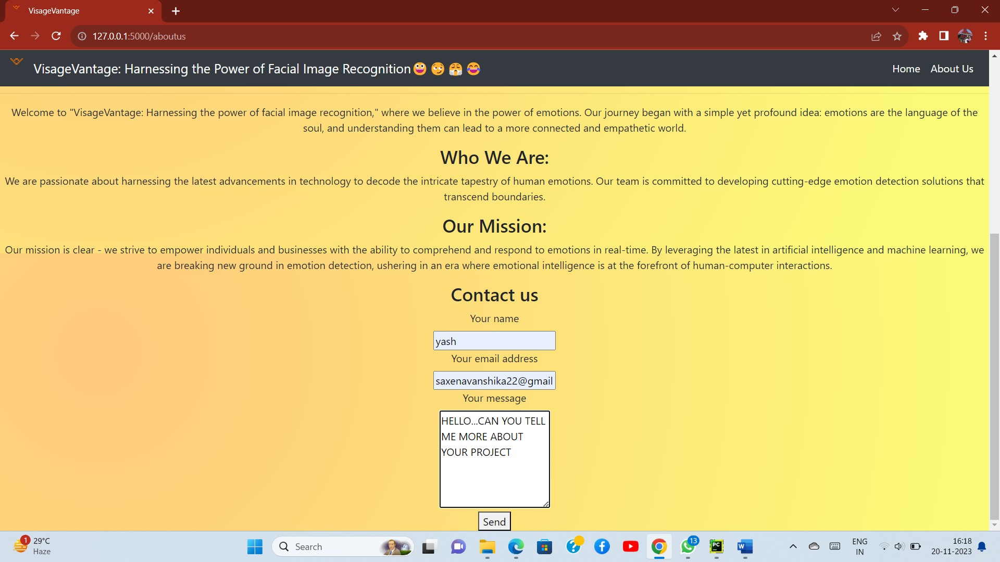 VisageVantage
127.0.0.1:5000/aboutus
VisageVantage: Harnessing the Power of Facial Image Recognition😀 😏 😤 😂
Home About Us
Welcome to "VisageVantage: Harnessing the power of facial image recognition," where we believe in the power of emotions. Our journey began with a simple yet profound idea: emotions are the language of the
soul, and understanding them can lead to a more connected and empathetic world.
Who We Are:
We are passionate about harnessing the latest advancements in technology to decode the intricate tapestry of human emotions. Our team is committed to developing cutting-edge emotion detection solutions that
transcend boundaries.
Our Mission:
Our mission is clear - we strive to empower individuals and businesses with the ability to comprehend and respond to emotions in real-time. By leveraging the latest in artificial intelligence and machine learning, we
are breaking new ground in emotion detection, ushering in an era where emotional intelligence is at the forefront of human-computer interactions.
Contact us
Your name
yash
Your email address
saxenavanshika22@gmail
Your message
HELLO...CAN YOU TELL
ME MORE ABOUT
YOUR PROJECT
Send
1
29°C
Haze
Search
13
PC
W
ENG
IN
16:18
20-11-2023